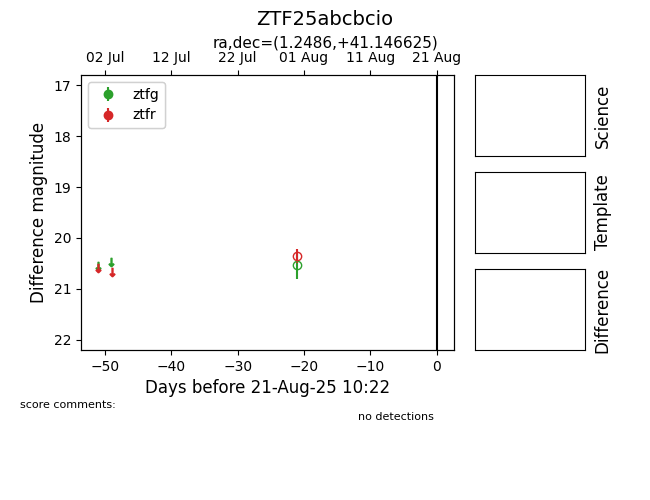 ZTF25abcbcio
ra,dec=(1.2486,+41.146625)
02 Jul 12 Jul 22 Jul 01 Aug 11 Aug 21 Aug
ztfg
ztfr
Difference magnitude
17
18
19
20
21
22
−50 −40 −30 −20 −10 0
Days before 21-Aug-25 10:22
Science
Template
Difference
score comments:
no detections